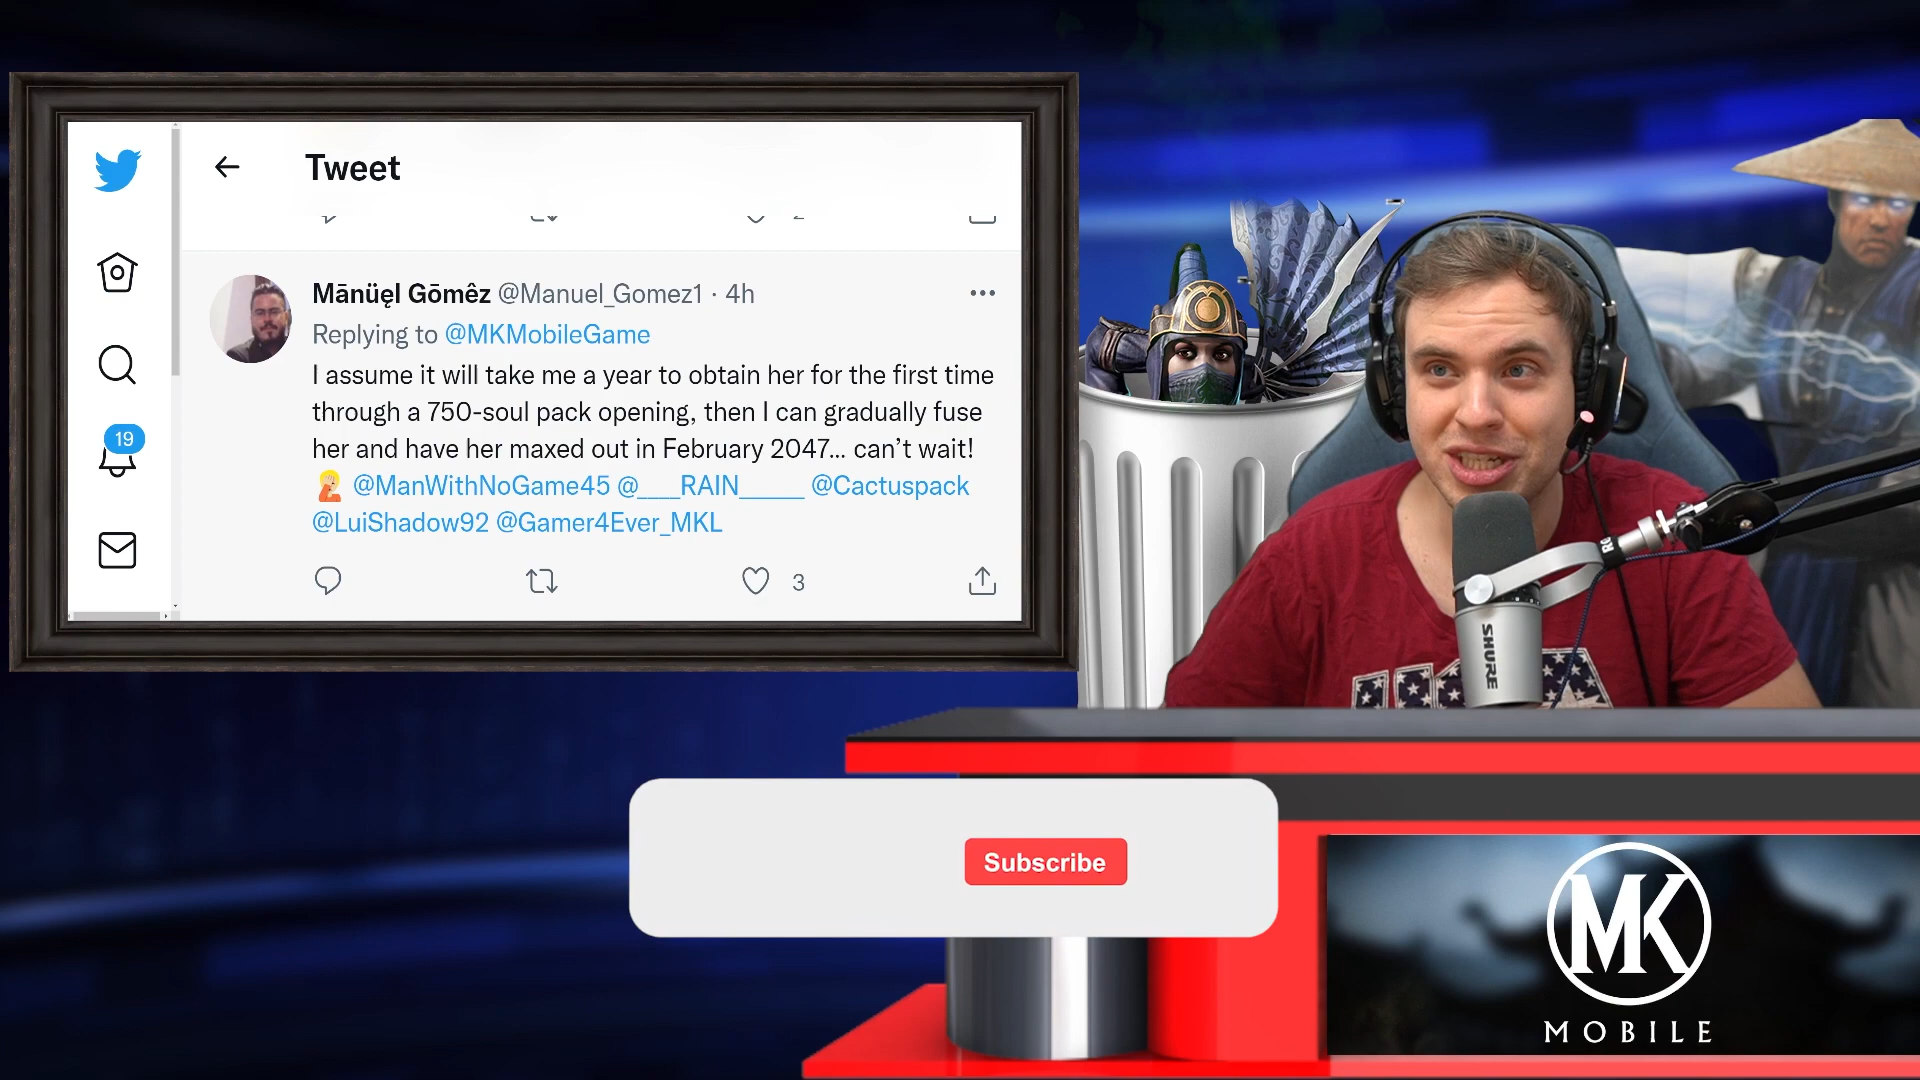 Tweet
2
Mānüęl Gōmêz @Manuel_Gomez1 · 4h
Replying to @MKMobileGame
I assume it will take me a year to obtain her for the first time
through a 750-soul pack opening, then I can gradually fuse
her and have her maxed out in February 2047... can't wait!
@ManWithNoGame45 @___RAIN_____ @Cactuspack
@LuiShadow92 @Gamer4Ever_MKL
19
3
SHURE
Subscribe
MK
MOBILE